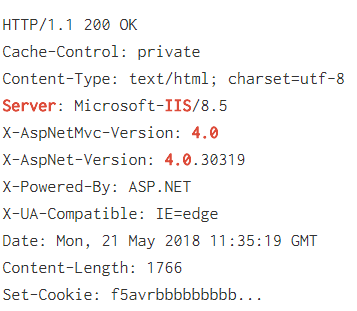 HTTP/1.1 200 OK
Cache-Control: private
Content-Type: text/html; charset=utf-8
Server: Microsoft-IIS/8.5
X-AspNetMvc-Version: 4.0
X-AspNet-Version: 4.0.30319
X-Powered-By: ASP.NET
X-UA-Compatible: IE=edge
Date: Mon, 21 May 2018 11:35:19 GMT
Content-Length: 1766
Set-Cookie: f5avrbbbbbbbbb...